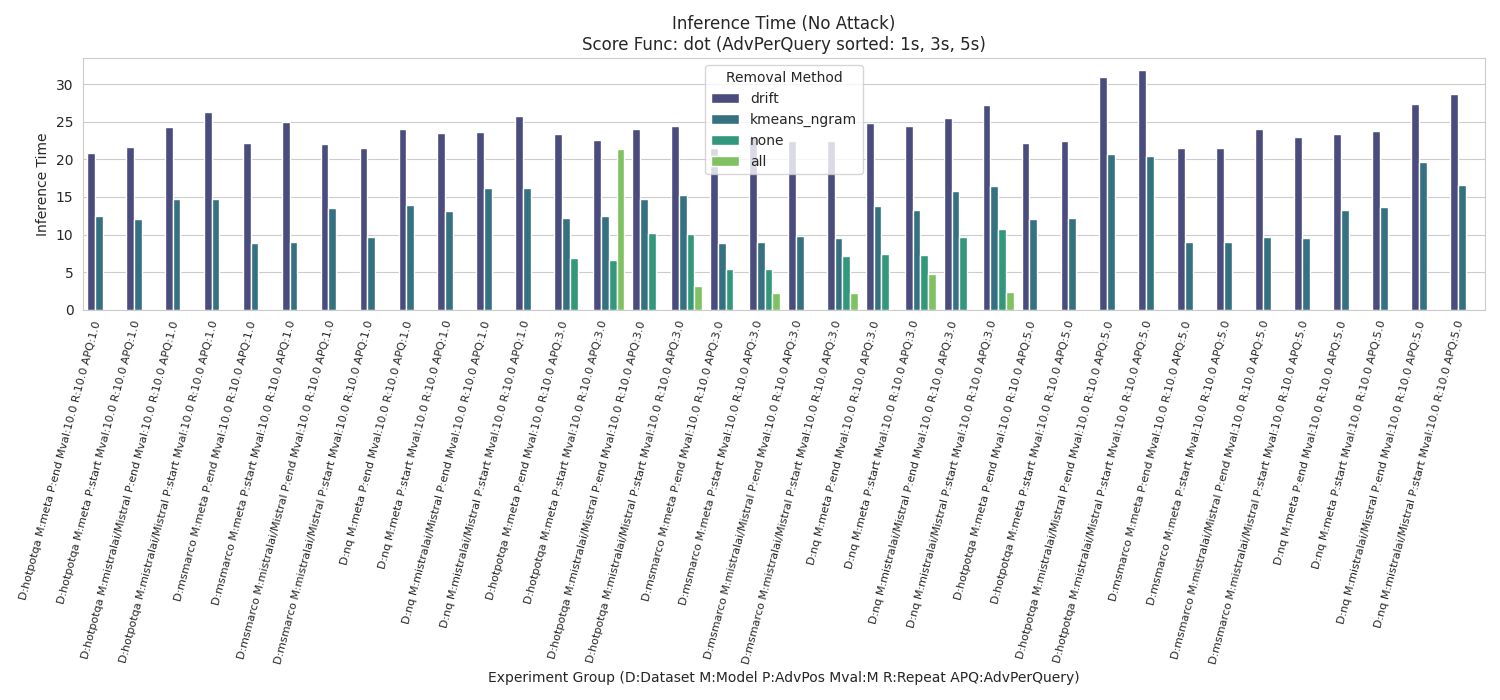 Inference Time (No Attack)
Score Func: dot (AdvPerQuery sorted: 1s, 3s, 5s)
Removal Method
drift
kmeans_ngram
none
all
Inference Time
30
25
20
15
10
5
0
D:hotpotqa M:meta P:end Mval:10.0 R:10.0 APQ:1.0
D:hotpotqa M:meta P:start Mval:10.0 R:10.0 APQ:1.0
D:hotpotqa M:mistralai/Mistral P:end Mval:10.0 R:10.0 APQ:1.0
D:hotpotqa M:mistralai/Mistral P:start Mval:10.0 R:10.0 APQ:1.0
D:msmarco M:meta P:end Mval:10.0 R:10.0 APQ:1.0
D:msmarco M:meta P:start Mval:10.0 R:10.0 APQ:1.0
D:msmarco M:mistralai/Mistral P:end Mval:10.0 R:10.0 APQ:1.0
D:msmarco M:mistralai/Mistral P:start Mval:10.0 R:10.0 APQ:1.0
D:nq M:meta P:end Mval:10.0 R:10.0 APQ:1.0
D:nq M:meta P:start Mval:10.0 R:10.0 APQ:1.0
D:nq M:mistralai/Mistral P:end Mval:10.0 R:10.0 APQ:1.0
D:nq M:mistralai/Mistral P:start Mval:10.0 R:10.0 APQ:1.0
D:hotpotqa M:meta P:end Mval:10.0 R:10.0 APQ:3.0
D:hotpotqa M:meta P:start Mval:10.0 R:10.0 APQ:3.0
D:hotpotqa M:mistralai/Mistral P:end Mval:10.0 R:10.0 APQ:3.0
D:hotpotqa M:mistralai/Mistral P:start Mval:10.0 R:10.0 APQ:3.0
D:msmarco M:meta P:end Mval:10.0 R:10.0 APQ:3.0
D:msmarco M:meta P:start Mval:10.0 R:10.0 APQ:3.0
D:msmarco M:mistralai/Mistral P:end Mval:10.0 R:10.0 APQ:3.0
D:msmarco M:mistralai/Mistral P:start Mval:10.0 R:10.0 APQ:3.0
D:nq M:meta P:end Mval:10.0 R:10.0 APQ:3.0
D:nq M:meta P:start Mval:10.0 R:10.0 APQ:3.0
D:nq M:mistralai/Mistral P:end Mval:10.0 R:10.0 APQ:3.0
D:nq M:mistralai/Mistral P:start Mval:10.0 R:10.0 APQ:3.0
D:hotpotqa M:meta P:end Mval:10.0 R:10.0 APQ:5.0
D:hotpotqa M:meta P:start Mval:10.0 R:10.0 APQ:5.0
D:hotpotqa M:mistralai/Mistral P:end Mval:10.0 R:10.0 APQ:5.0
D:hotpotqa M:mistralai/Mistral P:start Mval:10.0 R:10.0 APQ:5.0
D:msmarco M:meta P:end Mval:10.0 R:10.0 APQ:5.0
D:msmarco M:meta P:start Mval:10.0 R:10.0 APQ:5.0
D:msmarco M:mistralai/Mistral P:end Mval:10.0 R:10.0 APQ:5.0
D:msmarco M:mistralai/Mistral P:start Mval:10.0 R:10.0 APQ:5.0
D:nq M:meta P:end Mval:10.0 R:10.0 APQ:5.0
D:nq M:meta P:start Mval:10.0 R:10.0 APQ:5.0
D:nq M:mistralai/Mistral P:end Mval:10.0 R:10.0 APQ:5.0
D:nq M:mistralai/Mistral P:start Mval:10.0 R:10.0 APQ:5.0
Experiment Group (D:Dataset M:Model P:AdvPos Mval:M R:Repeat APQ:AdvPerQuery)